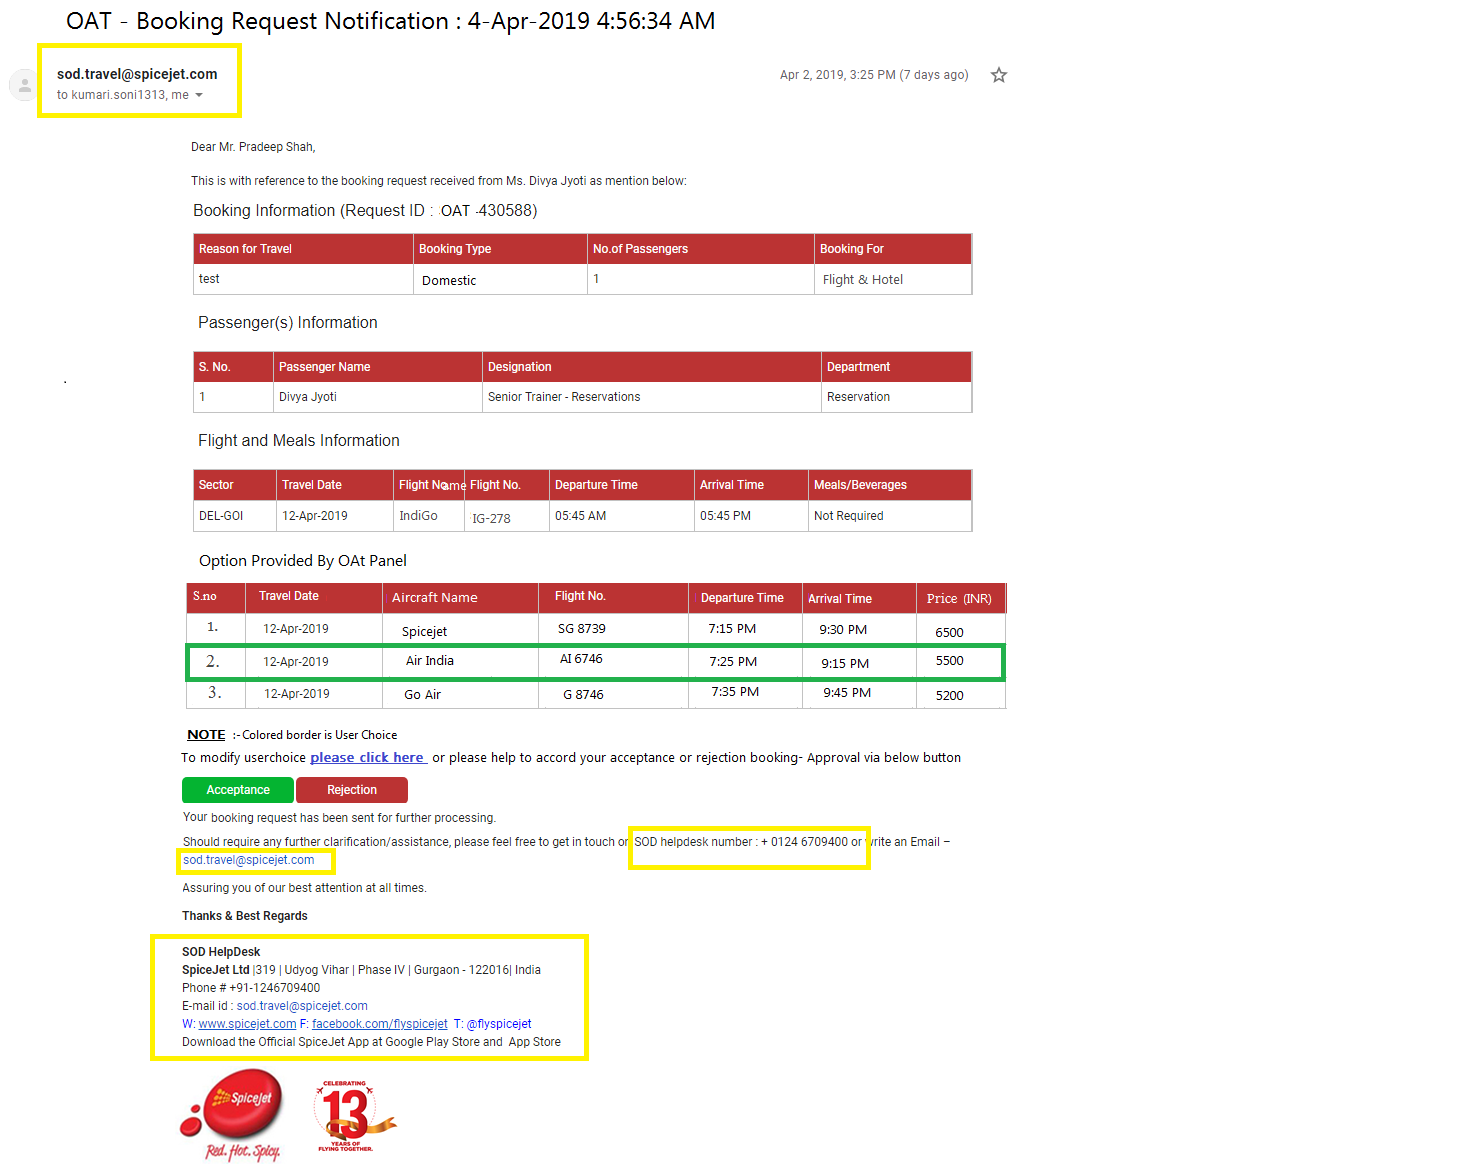 OAT - Booking Request Notification : 4-Apr-2019 4:56:34 AM
sod.travel@spicejet.com
Apr 2, 2019, 3:25 PM (7 days ago)
to kumari.soni1313, me
Dear Mr. Pradeep Shah,
This is with reference to the booking request received from Ms. Divya Jyoti as mention below:
Booking Information (Request ID : OAT -430588)
Reason for Travel Booking Type No.of Passengers Booking For
test Domestic 1 Flight & Hotel
Passenger(s) Information
S. No. Passenger Name Designation Department
1 Divya Jyoti Senior Trainer - Reservations Reservation
.
Flight and Meals Information
Sector Travel Date Flight No ame Flight No. Departure Time Arrival Time Meals/Beverages
DEL-GOI 12-Apr-2019 IndiGo IG-278 05:45 AM 05:45 PM Not Required
Option Provided By OAt Panel
S.no Travel Date Aircraft Name Flight No. Departure Time Arrival Time Price (INR)
1. 12-Apr-2019 Spicejet SG 8739 7:15 PM 9:30 PM 6500
2. 12-Apr-2019 Air India AI 6746 7:25 PM 9:15 PM 5500
3. 12-Apr-2019 Go Air G 8746 7:35 PM 9:45 PM 5200
NOTE :- Colored border is User Choice
To modify userchoice please click here or please help to accord your acceptance or rejection booking- Approval via below button
Acceptance Rejection
Your booking request has been sent for further processing.
Should require any further clarification/assistance, please feel free to get in touch on SOD helpdesk number : + 0124 6709400 or write an Email –
sod.travel@spicejet.com
Assuring you of our best attention at all times.
Thanks & Best Regards
SOD HelpDesk
SpiceJet Ltd |319 | Udyog Vihar | Phase IV | Gurgaon - 122016| India
Phone # +91-1246709400
E-mail id : sod.travel@spicejet.com
W: www.spicejet.com F: facebook.com/flyspicejet T: @flyspicejet
Download the Official SpiceJet App at Google Play Store and App Store
SpiceJet
Red. Hot. Spicy.
CELEBRATING
13
YEARS OF
FLYING TOGETHER.